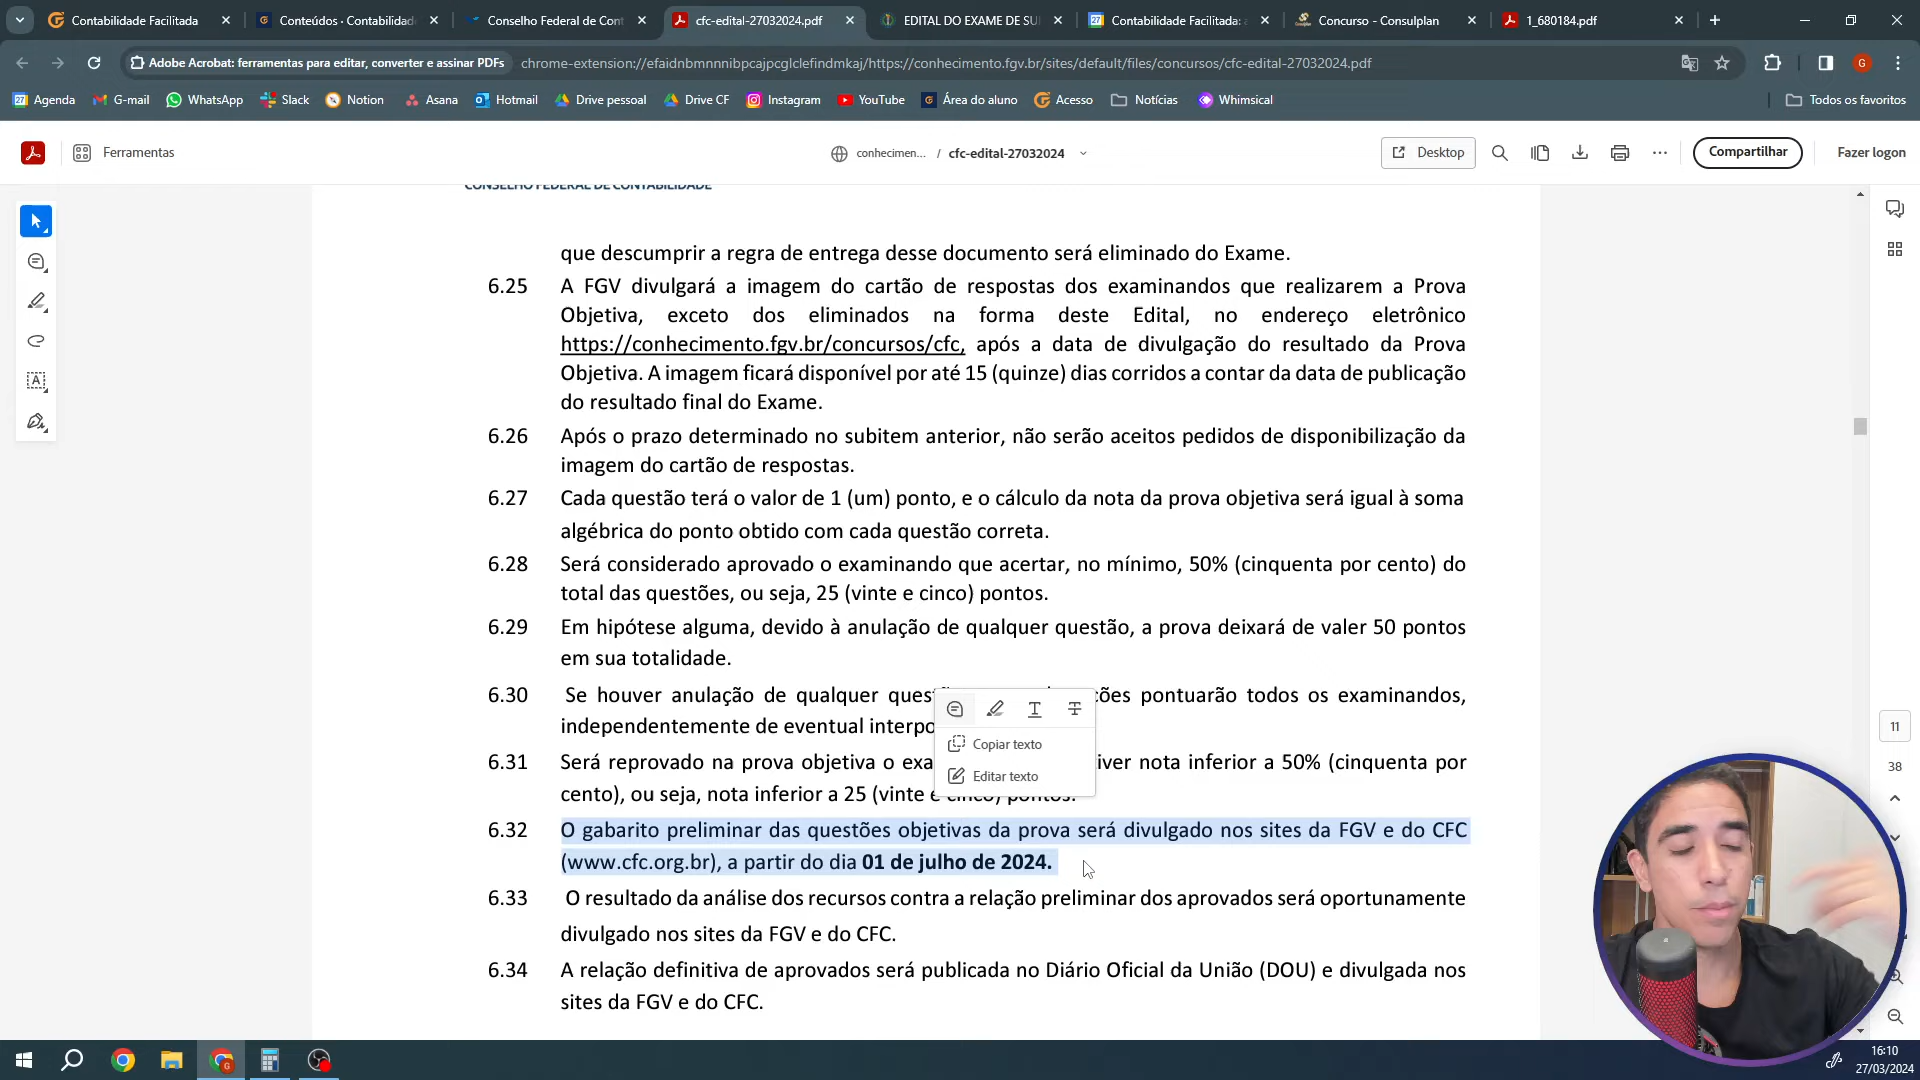 Contabilidade Facilitada
Conteúdos · Contabilidad
Conselho Federal de Cont
cfc-edital-27032024.pdf
EDITAL DO EXAME DE SU
Contabilidade Facilitada: a
Concurso - Consulplan
1_680184.pdf
Adobe Acrobat: ferramentas para editar, converter e assinar PDFs
chrome-extension://efaidnbmnnnibpcajpcglclefindmkaj/https://conhecimento.fgv.br/sites/default/files/concursos/cfc-edital-27032024.pdf
G
Agenda
G-mail
WhatsApp
Slack
Notion
Asana
Hotmail
Drive pessoal
Drive CF
Instagram
YouTube
Área do aluno
Acesso
Notícias
Whimsical
Todos os favoritos
Ferramentas
conhecimen... / cfc-edital-27032024
Desktop
Compartilhar
Fazer logon
CONSELHO FEDERAL DE CONTABILIDADE
que descumprir a regra de entrega desse documento será eliminado do Exame.
6.25 A FGV divulgará a imagem do cartão de respostas dos examinandos que realizarem a Prova
Objetiva, exceto dos eliminados na forma deste Edital, no endereço eletrônico
https://conhecimento.fgv.br/concursos/cfc, após a data de divulgação do resultado da Prova
Objetiva. A imagem ficará disponível por até 15 (quinze) dias corridos a contar da data de publicação
do resultado final do Exame.
6.26 Após o prazo determinado no subitem anterior, não serão aceitos pedidos de disponibilização da
imagem do cartão de respostas.
6.27 Cada questão terá o valor de 1 (um) ponto, e o cálculo da nota da prova objetiva será igual à soma
algébrica do ponto obtido com cada questão correta.
6.28 Será considerado aprovado o examinando que acertar, no mínimo, 50% (cinquenta por cento) do
total das questões, ou seja, 25 (vinte e cinco) pontos.
6.29 Em hipótese alguma, devido à anulação de qualquer questão, a prova deixará de valer 50 pontos
em sua totalidade.
6.30 Se houver anulação de qualquer ques ções pontuarão todos os examinandos,
independentemente de eventual interpo
Copiar texto
Editar texto
6.31 Será reprovado na prova objetiva o exa iver nota inferior a 50% (cinquenta por
cento), ou seja, nota inferior a 25 (vinte e cinco) pontos.
6.32 O gabarito preliminar das questões objetivas da prova será divulgado nos sites da FGV e do CFC
(www.cfc.org.br), a partir do dia 01 de julho de 2024.
6.33 O resultado da análise dos recursos contra a relação preliminar dos aprovados será oportunamente
divulgado nos sites da FGV e do CFC.
6.34 A relação definitiva de aprovados será publicada no Diário Oficial da União (DOU) e divulgada nos
sites da FGV e do CFC.
11
38
16:10
27/03/2024